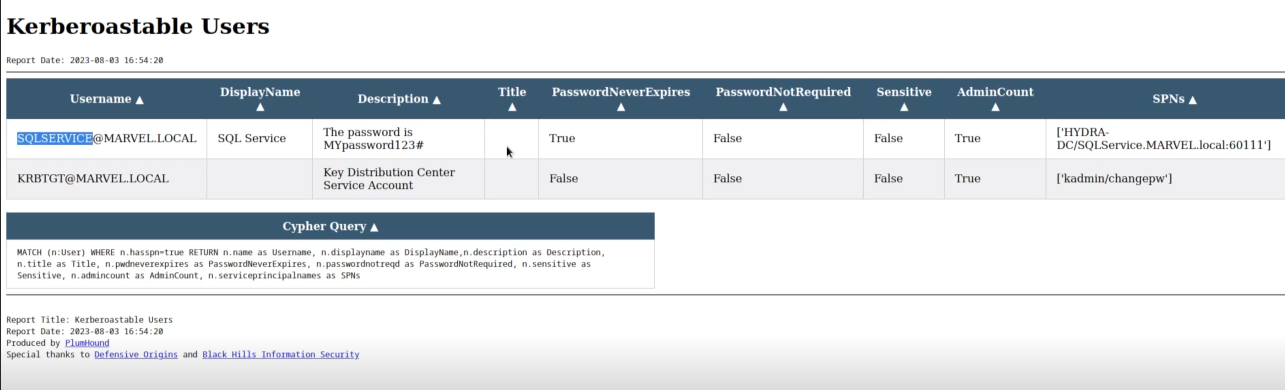 Kerberoastable Users
Report Date: 2023-08-03 16:54:20
Username ▲ DisplayName ▲ Description ▲ Title ▲ PasswordNeverExpires ▲ PasswordNotRequired ▲ Sensitive ▲ AdminCount ▲ SPNs ▲
SQLSERVICE@MARVEL.LOCAL SQL Service The password is MYpassword123# True False False True ['HYDRA-DC/SQLService.MARVEL.local:60111']
KRBTGT@MARVEL.LOCAL Key Distribution Center Service Account False False False True ['kadmin/changepw']
Cypher Query ▲
MATCH (n:User) WHERE n.hasspn=true RETURN n.name as Username, n.displayname as DisplayName,n.description as Description,
n.title as Title, n.pwdneverexpires as PasswordNeverExpires, n.passwordnotreqd as PasswordNotRequired, n.sensitive as
Sensitive, n.admincount as AdminCount, n.serviceprincipalnames as SPNs
Report Title: Kerberoastable Users
Report Date: 2023-08-03 16:54:20
Produced by PlumHound
Special thanks to Defensive Origins and Black Hills Information Security